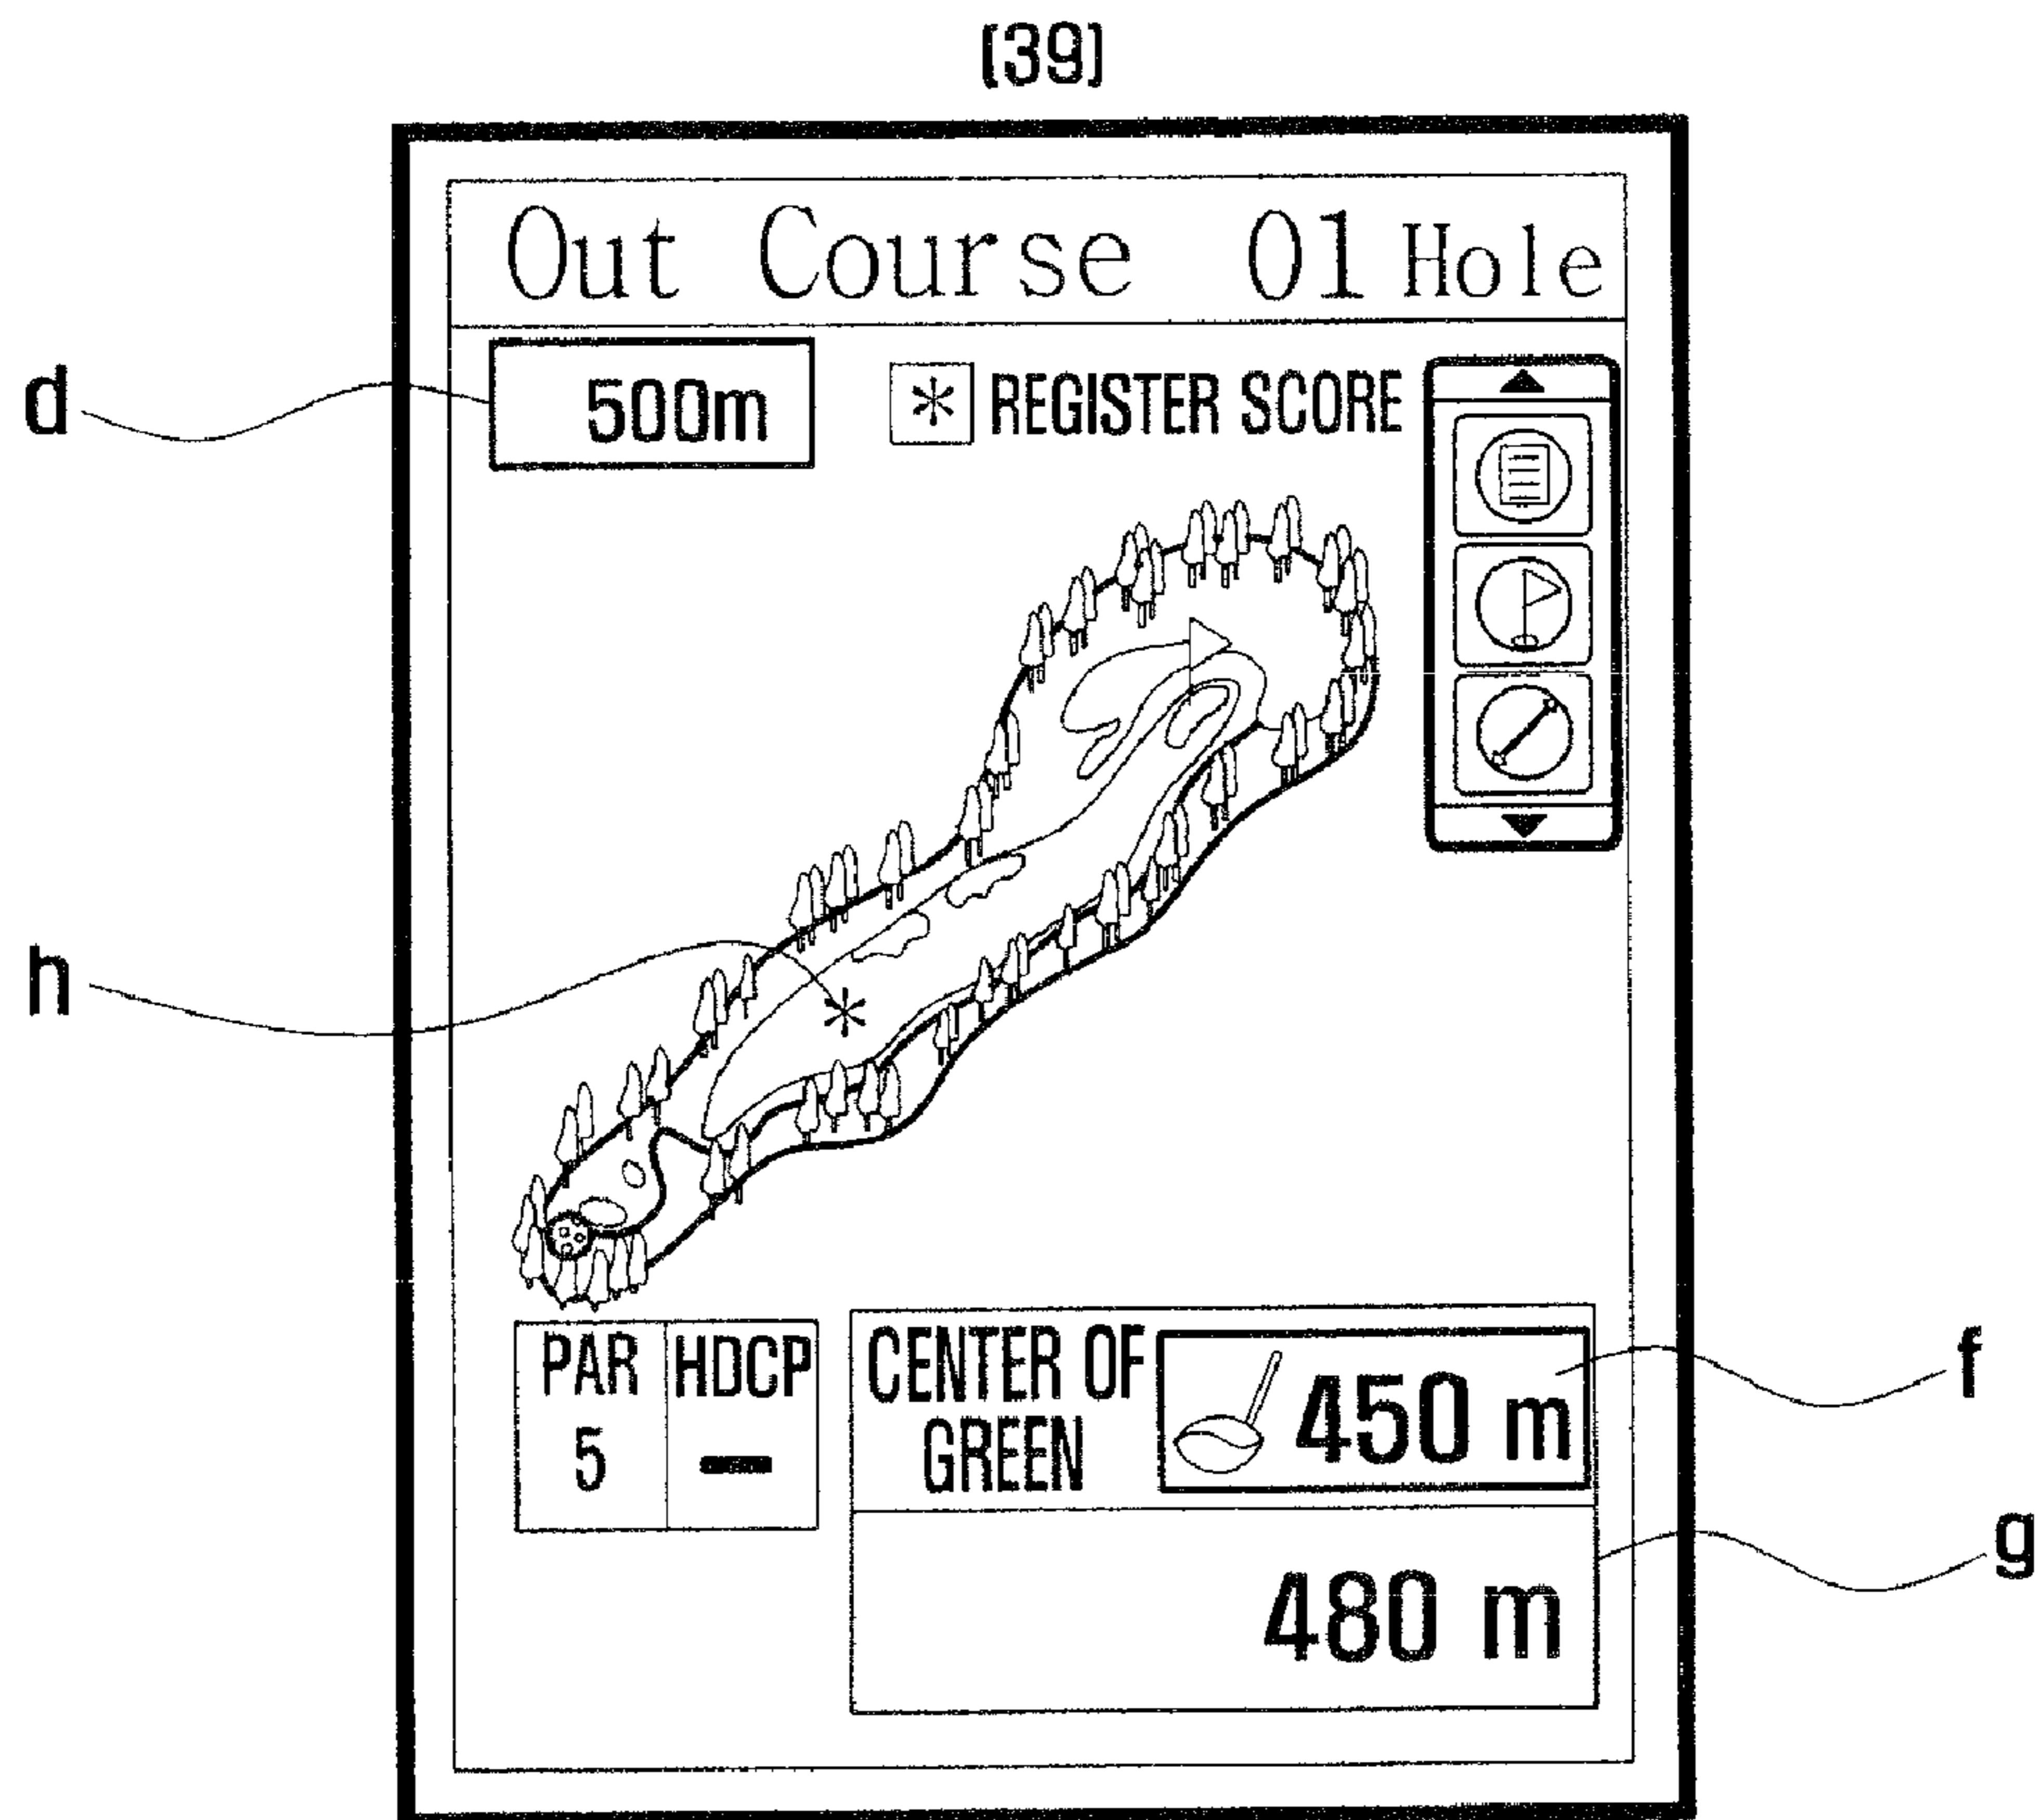 (39)
Out Course 01 Hole
d
500m
* REGISTER SCORE
h
*
PAR HDCP
5 –
CENTER OF
GREEN
450 m
f
480 m
g